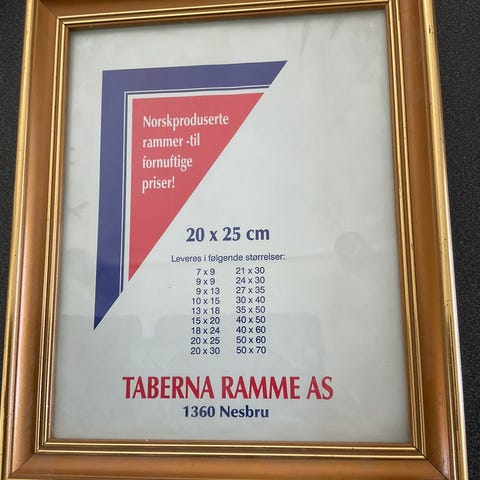 Norskproduserte
rammer -til
fornuftige
priser!
20 x 25 cm
Leveres i følgende størrelser:
7 x 9 21 x 30
9 x 9 24 x 30
9 x 13 27 x 35
10 x 15 30 x 40
13 x 18 35 x 50
15 x 20 40 x 50
18 x 24 40 x 60
20 x 25 50 x 60
20 x 30 50 x 70
TABERNA RAMME AS
1360 Nesbru